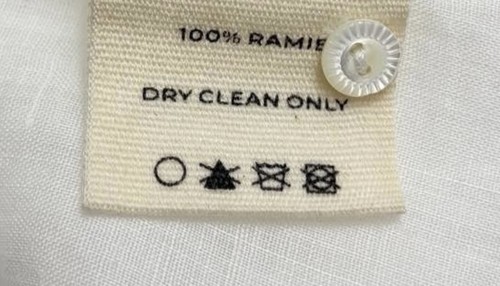 100% RAMIE
DRY CLEAN ONLY